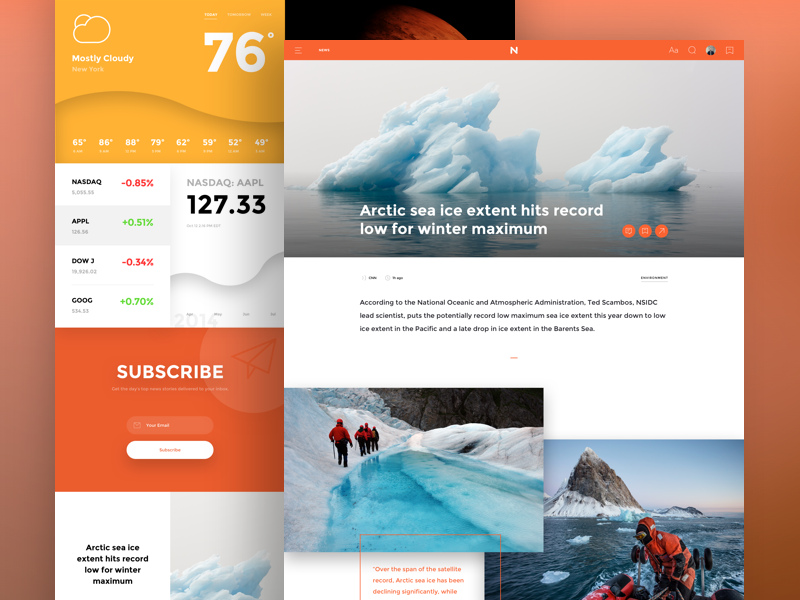 TODAY TOMORROW WEEK
76°
Mostly Cloudy
New York
65° 86° 88° 79° 62° 59° 52° 49°
NASDAQ -0.85%
5,055.55
APPL +0.51%
126.56
DOW J -0.34%
19,926.02
GOOG +0.70%
534.53
NASDAQ: AAPL
127.33
2014
SUBSCRIBE
Get the day's top news stories delivered to your inbox
Your Email
Subscribe
Arctic sea ice
extent hits record
low for winter
maximum
NEWS N Aa
Arctic sea ice extent hits record
low for winter maximum
CNN 1h ago ENVIRONMENT
According to the National Oceanic and Atmospheric Administration, Ted Scambos, NSIDC
lead scientist, puts the potentially record low maximum sea ice extent this year down to low
ice extent in the Pacific and a late drop in ice extent in the Barents Sea.
"Over the span of the satellite
record, Arctic sea ice has been
declining significantly, while